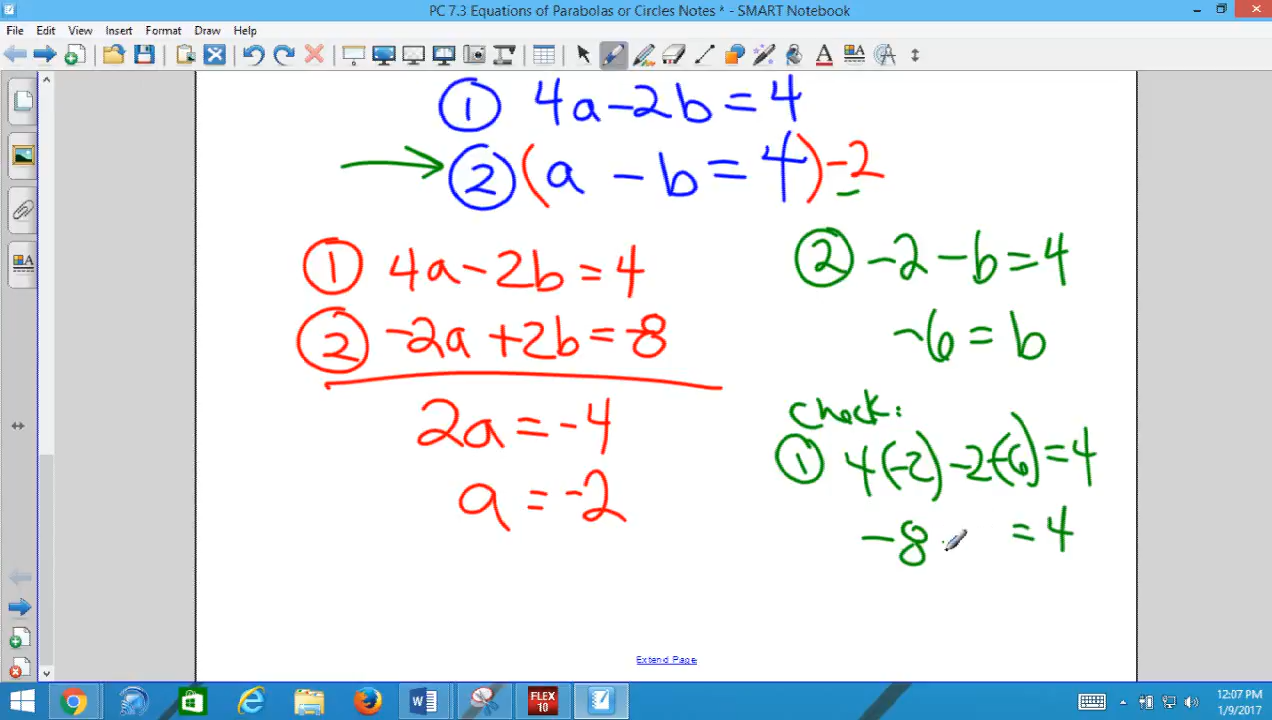 PC 7.3 Equations of Parabolas or Circles Notes * - SMART Notebook
File Edit View Insert Format Draw Help
① 4a-2b=4
② (a - b = 4)-2
① 4a-2b=4
② -2a+2b=-8
2a=-4
a=-2
② -2-b=4
-6=b
Check:
① 4(-2)-2(-6)=4
-8 =4
Extend Page
FLEX
10
12:07 PM
1/9/2017